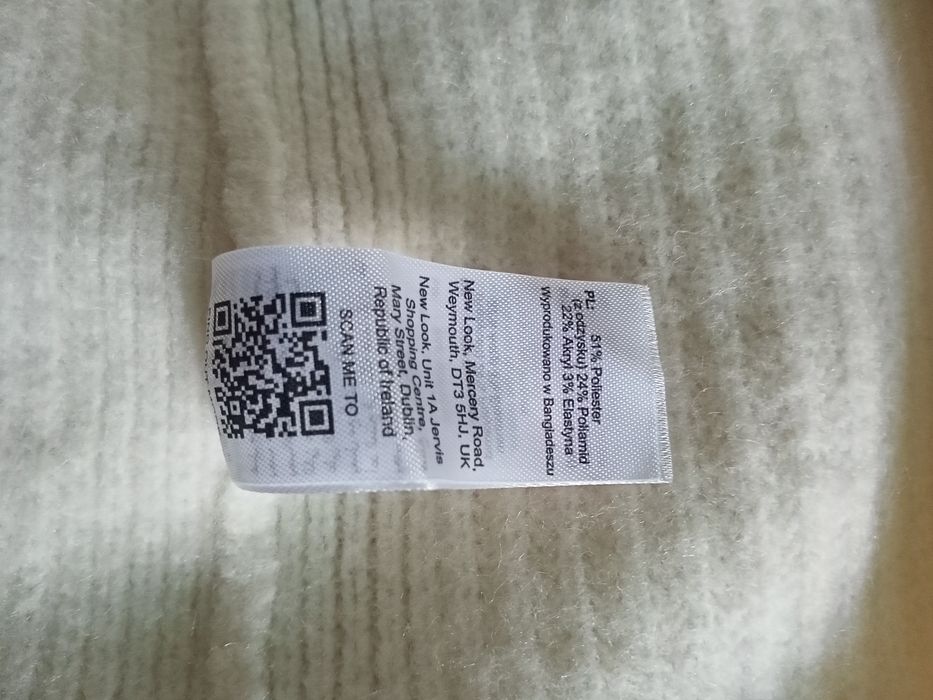 PL: 51% Poliester
(z odzysku) 24% Poliamid
22% Akryl 3% Elastyna
Wyprodukowano w Bangladeszu
New Look, Mercery Road,
Weymouth, DT3 5HJ, UK
New Look, Unit 1A Jervis
Shopping Centre,
Mary Street, Dublin,
Republic of Ireland
SCAN ME TO